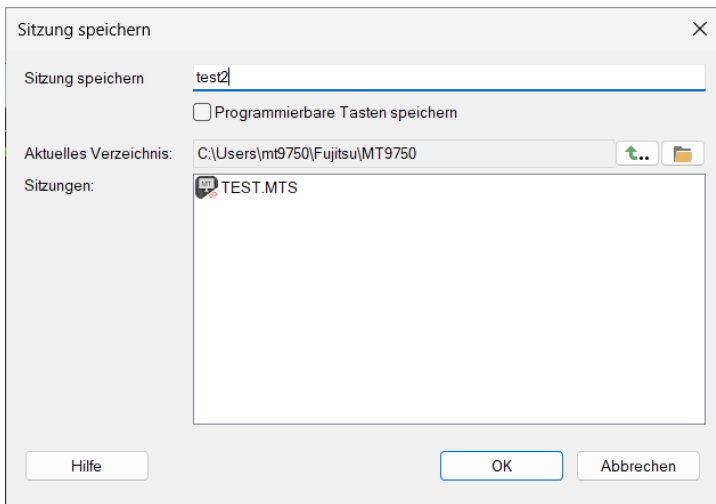 Sitzung speichern
Sitzung speichern test2
Programmierbare Tasten speichern
Aktuelles Verzeichnis: C:\Users\mt9750\Fujitsu\MT9750
Sitzungen:
TEST.MTS
Hilfe OK Abbrechen